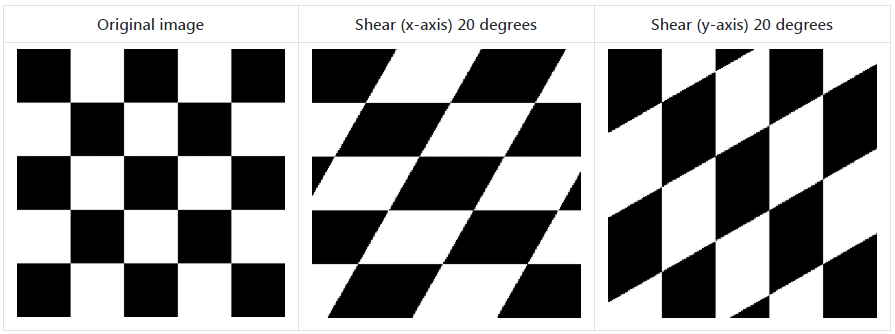 Original image
Shear (x-axis) 20 degrees
Shear (y-axis) 20 degrees